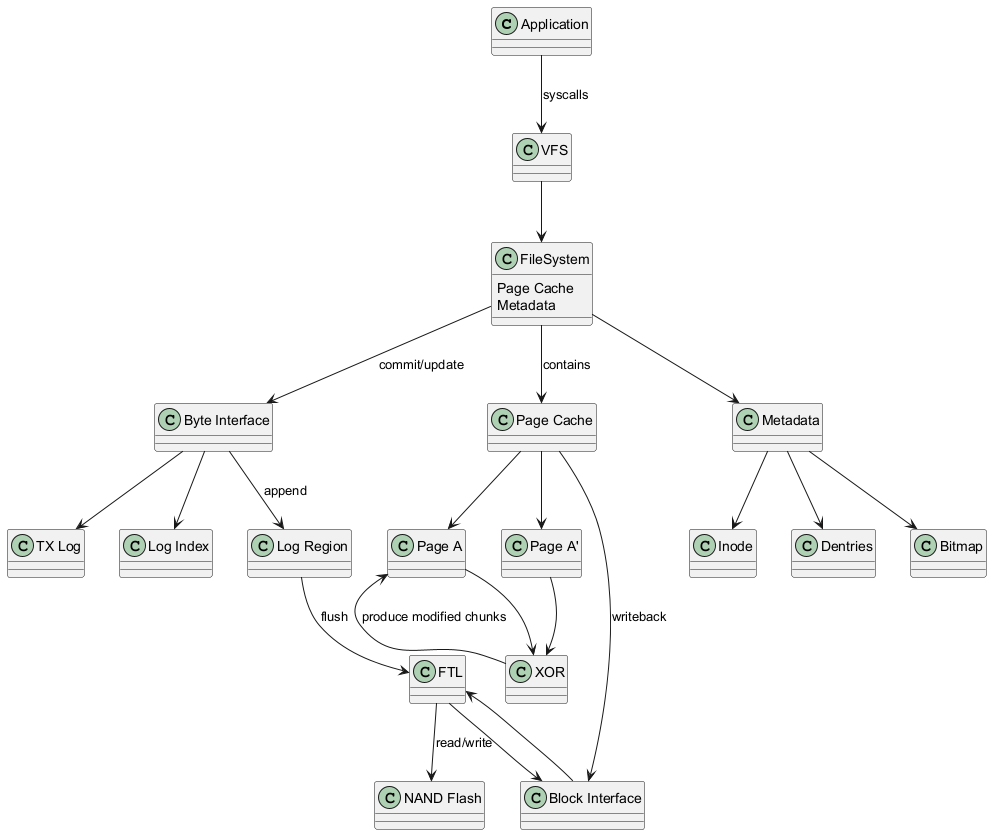 C Application
syscalls
C VFS
C FileSystem
Page Cache
Metadata
commit/update
contains
C Byte Interface
C Page Cache
C Metadata
append
C TX Log
C Log Index
C Log Region
C Page A
C Page A'
C Inode
C Dentries
C Bitmap
flush
produce modified chunks
writeback
C FTL
C XOR
read/write
C NAND Flash
C Block Interface